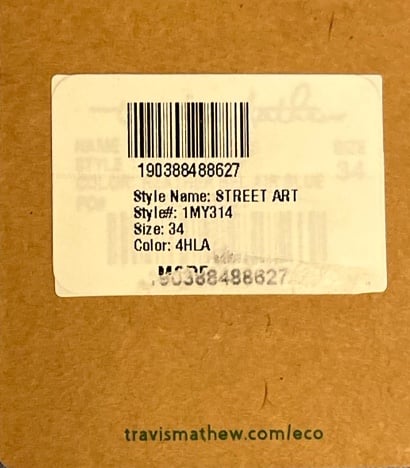 190388488627
Style Name: STREET ART
Style#: 1MY314
Size: 34
Color: 4HLA
190388488627
travismathew.com/eco